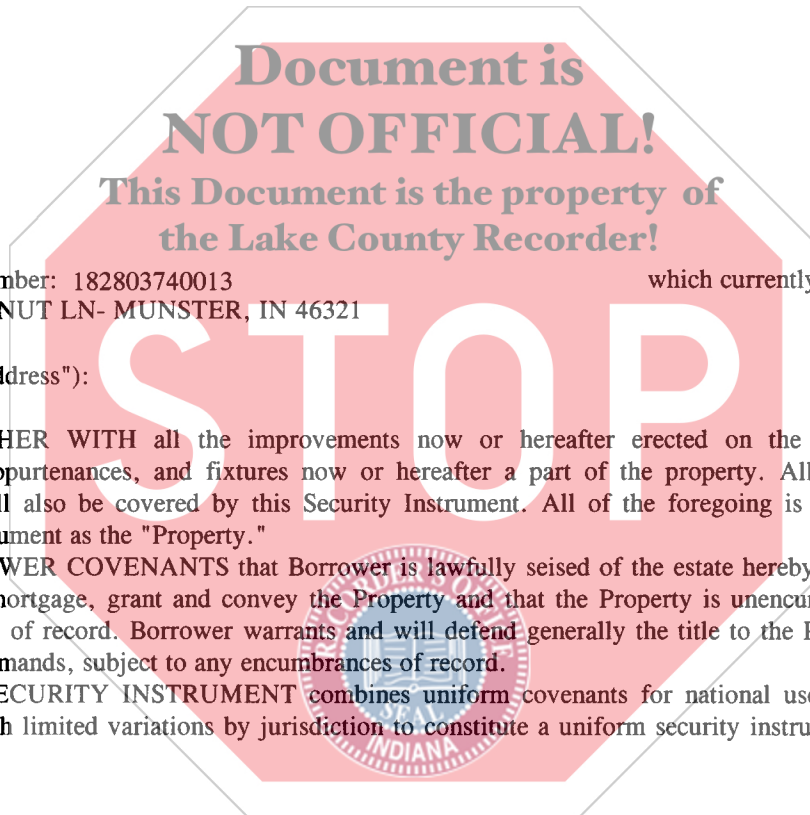 Document is
NOT OFFICIAL!
This Document is the property of
the Lake County Recorder!
mber: 182803740013 which currently
NUT LN- MUNSTER, IN 46321
ddress"):
STOP
HER WITH all the improvements now or hereafter erected on the
ppurtenances, and fixtures now or hereafter a part of the property. All
ll also be covered by this Security Instrument. All of the foregoing is
ument as the "Property."
WER COVENANTS that Borrower is lawfully seised of the estate hereby
mortgage, grant and convey the Property and that the Property is unencu
of record. Borrower warrants and will defend generally the title to the
mands, subject to any encumbrances of record.
ECURITY INSTRUMENT combines uniform covenants for national use
h limited variations by jurisdiction to constitute a uniform security instru
RECORDER'S OFFICE
SEAL
INDIANA